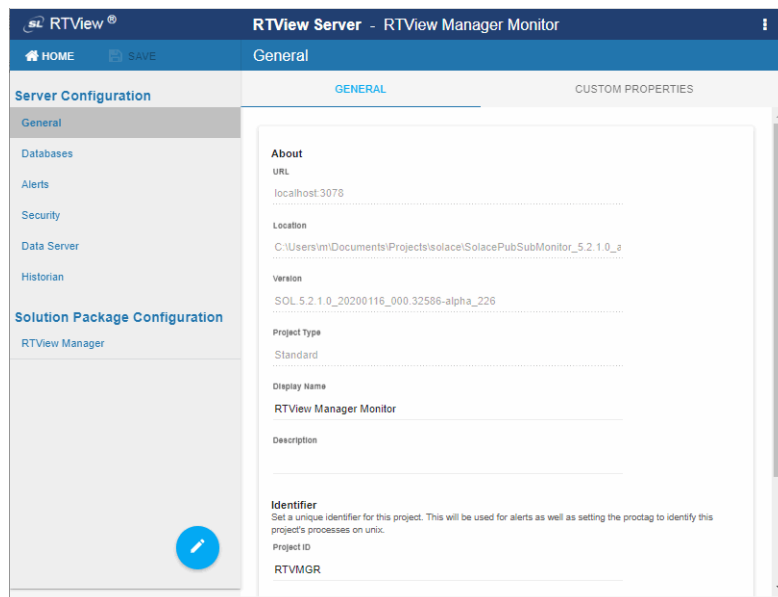 SL RTView ®
RTView Server - RTView Manager Monitor
HOME
SAVE
General
Server Configuration
General
Databases
Alerts
Security
Data Server
Historian
Solution Package Configuration
RTView Manager
GENERAL
CUSTOM PROPERTIES
About
URL
localhost:3078
Location
C:\Users\m\Documents\Projects\solace\SolacePubSubMonitor_5.2.1.0_a
Version
SOL.5.2.1.0_20200116_000.32586-alpha_226
Project Type
Standard
Display Name
RTView Manager Monitor
Description
Identifier
Set a unique identifier for this project. This will be used for alerts as well as setting the proctag to identify this
project's processes on unix.
Project ID
RTVMGR